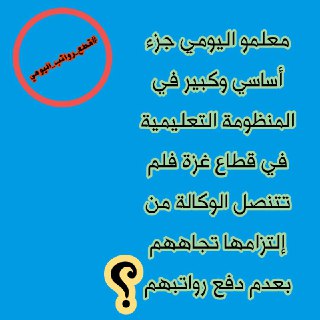 #قطع_رواتب_اليومي
معلمو اليومي جزء
أساسي وكبير في
المنظومة التعليمية
في قطاع غزة فلم
تتنصل الوكالة من
إلتزامها تجاههم
بعدم دفع رواتبهم
؟